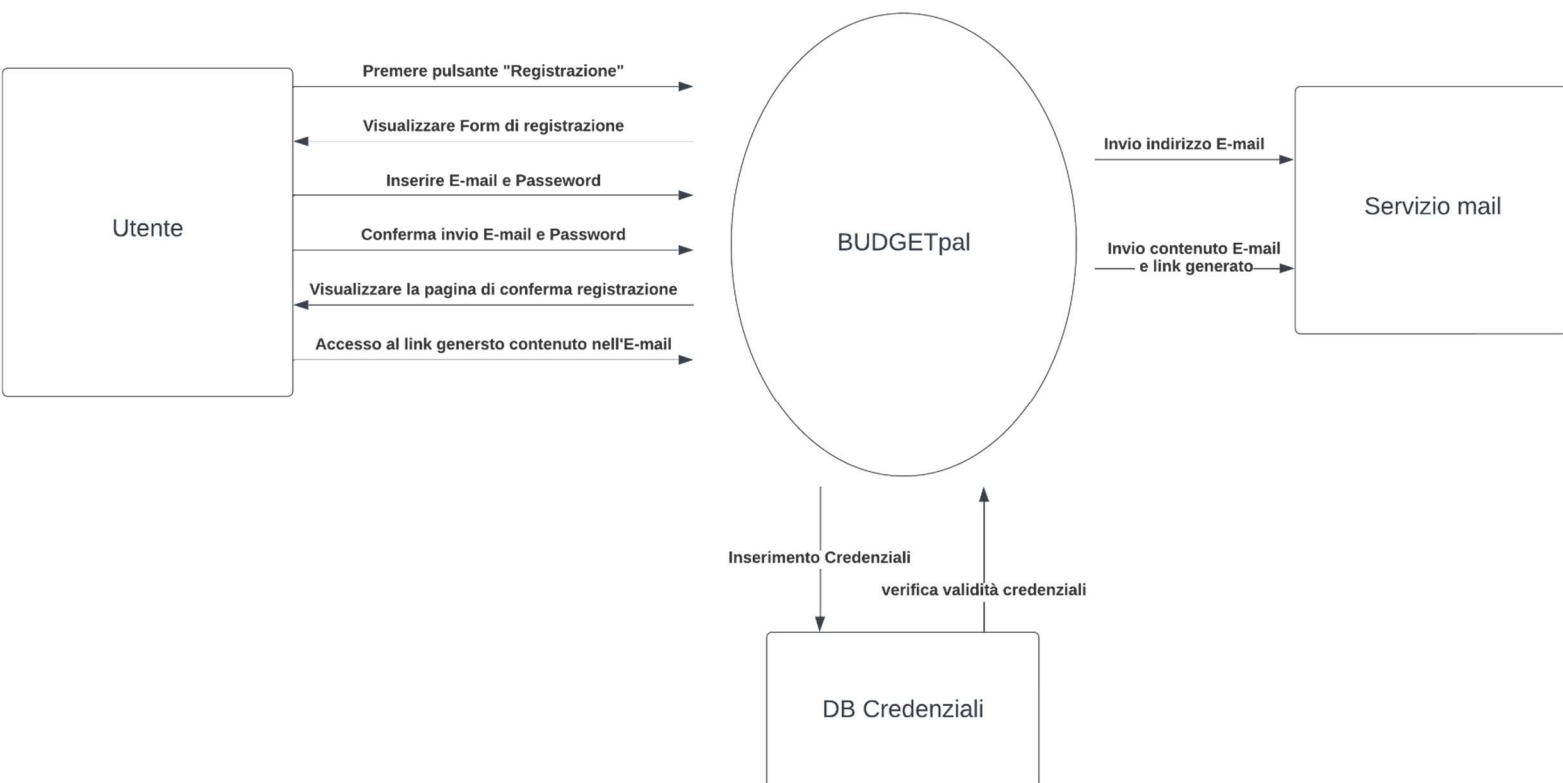 Utente
Premere pulsante "Registrazione"
Visualizzare Form di registrazione
Inserire E-mail e Passeword
Conferma invio E-mail e Password
Visualizzare la pagina di conferma registrazione
Accesso al link genersto contenuto nell'E-mail
BUDGETpal
Invio indirizzo E-mail
Invio contenuto E-mail
e link generato
Servizio mail
Inserimento Credenziali
verifica validità credenziali
DB Credenziali